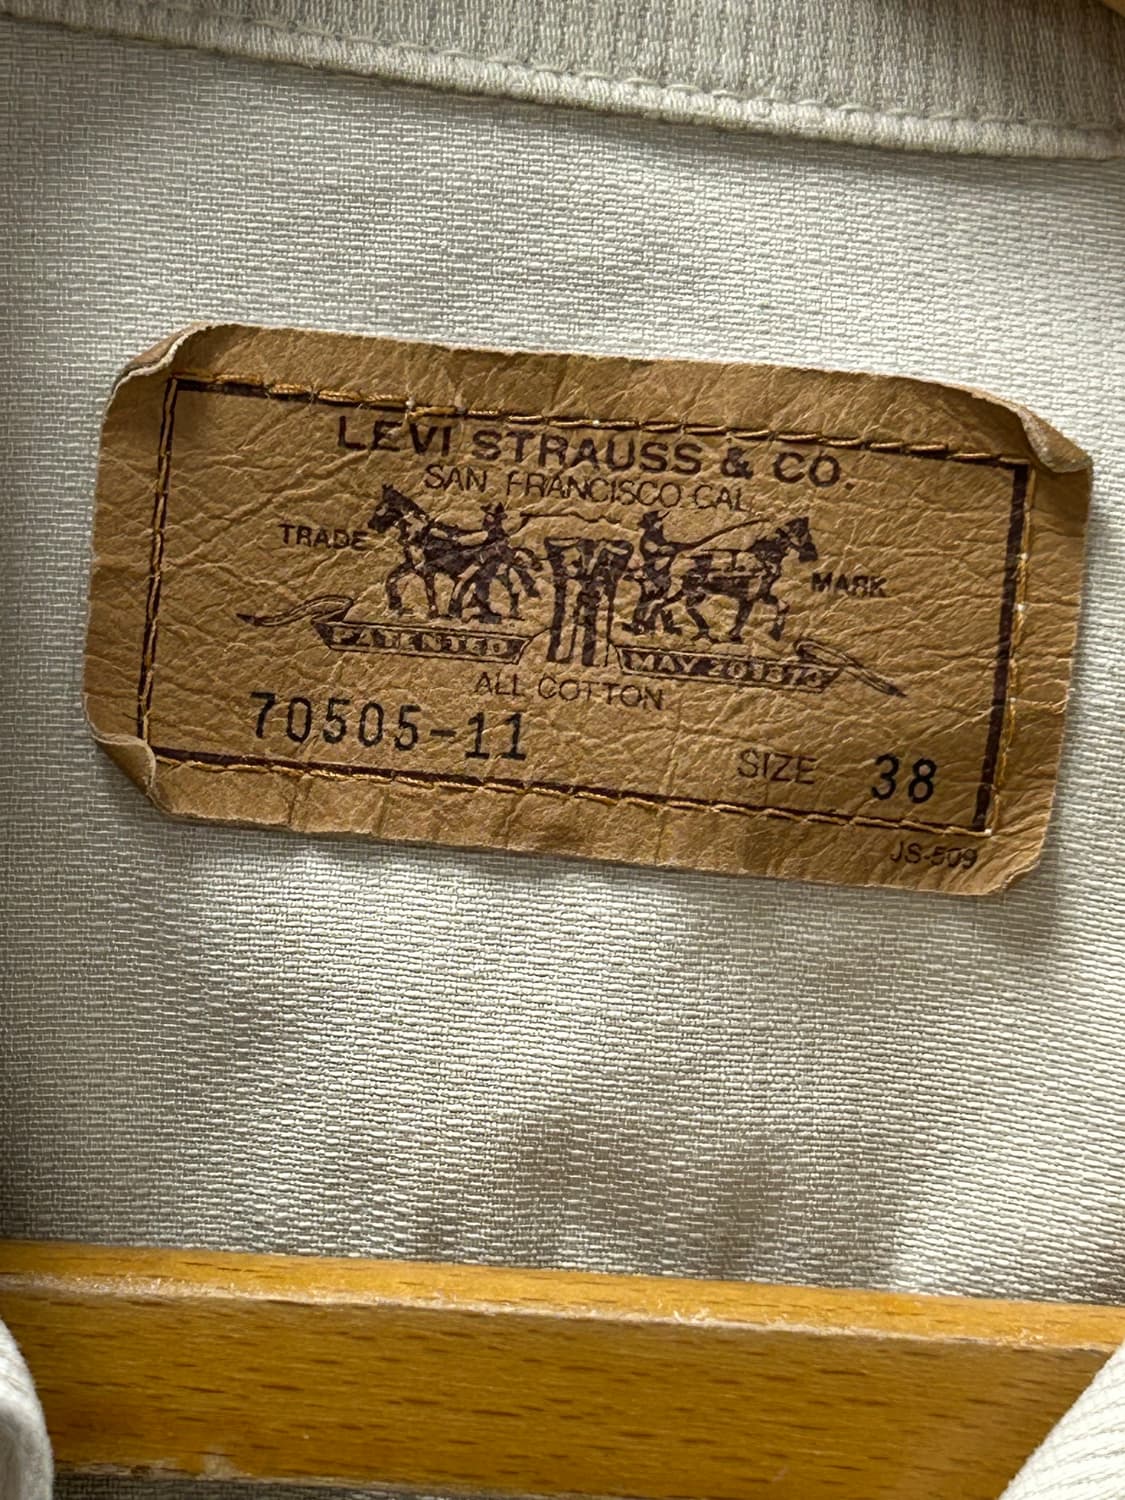 LEVI STRAUSS & CO.
SAN FRANCISCO CAL.
TRADE MARK
PATENTED MAY 20 1873
ALL COTTON
70505-11
SIZE 38
JS-509